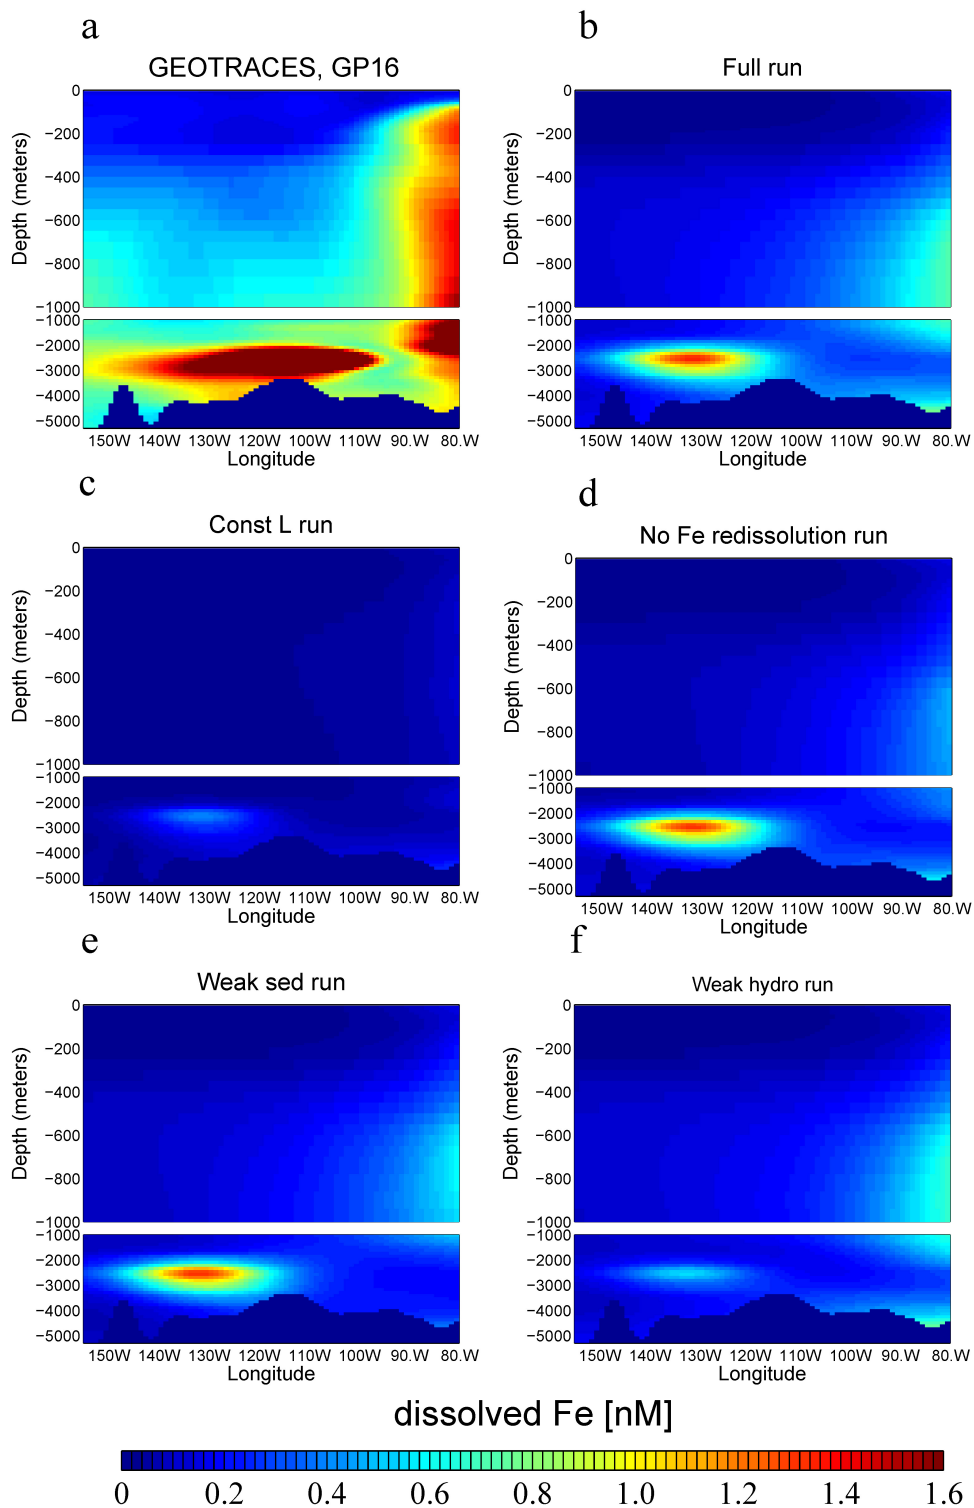 a
GEOTRACES, GP16
0
−200
−400
−600
−800
−1000
Depth (meters)
−1000
−2000
−3000
−4000
−5000
150W 140W 130W 120W 110W 100W 90.W 80.W
Longitude
b
Full run
0
−200
−400
−600
−800
−1000
Depth (meters)
−1000
−2000
−3000
−4000
−5000
150W 140W 130W 120W 110W 100W 90.W 80.W
Longitude
c
Const L run
0
−200
−400
−600
−800
−1000
Depth (meters)
−1000
−2000
−3000
−4000
−5000
150W 140W 130W 120W 110W 100W 90.W 80.W
Longitude
d
No Fe redissolution run
0
−200
−400
−600
−800
−1000
Depth (meters)
−1000
−2000
−3000
−4000
−5000
150W 140W 130W 120W 110W 100W 90.W 80.W
Longitude
e
Weak sed run
0
−200
−400
−600
−800
−1000
Depth (meters)
−1000
−2000
−3000
−4000
−5000
150W 140W 130W 120W 110W 100W 90.W 80.W
Longitude
f
Weak hydro run
0
−200
−400
−600
−800
−1000
Depth (meters)
−1000
−2000
−3000
−4000
−5000
150W 140W 130W 120W 110W 100W 90.W 80.W
Longitude
dissolved Fe [nM]
0 0.2 0.4 0.6 0.8 1.0 1.2 1.4 1.6